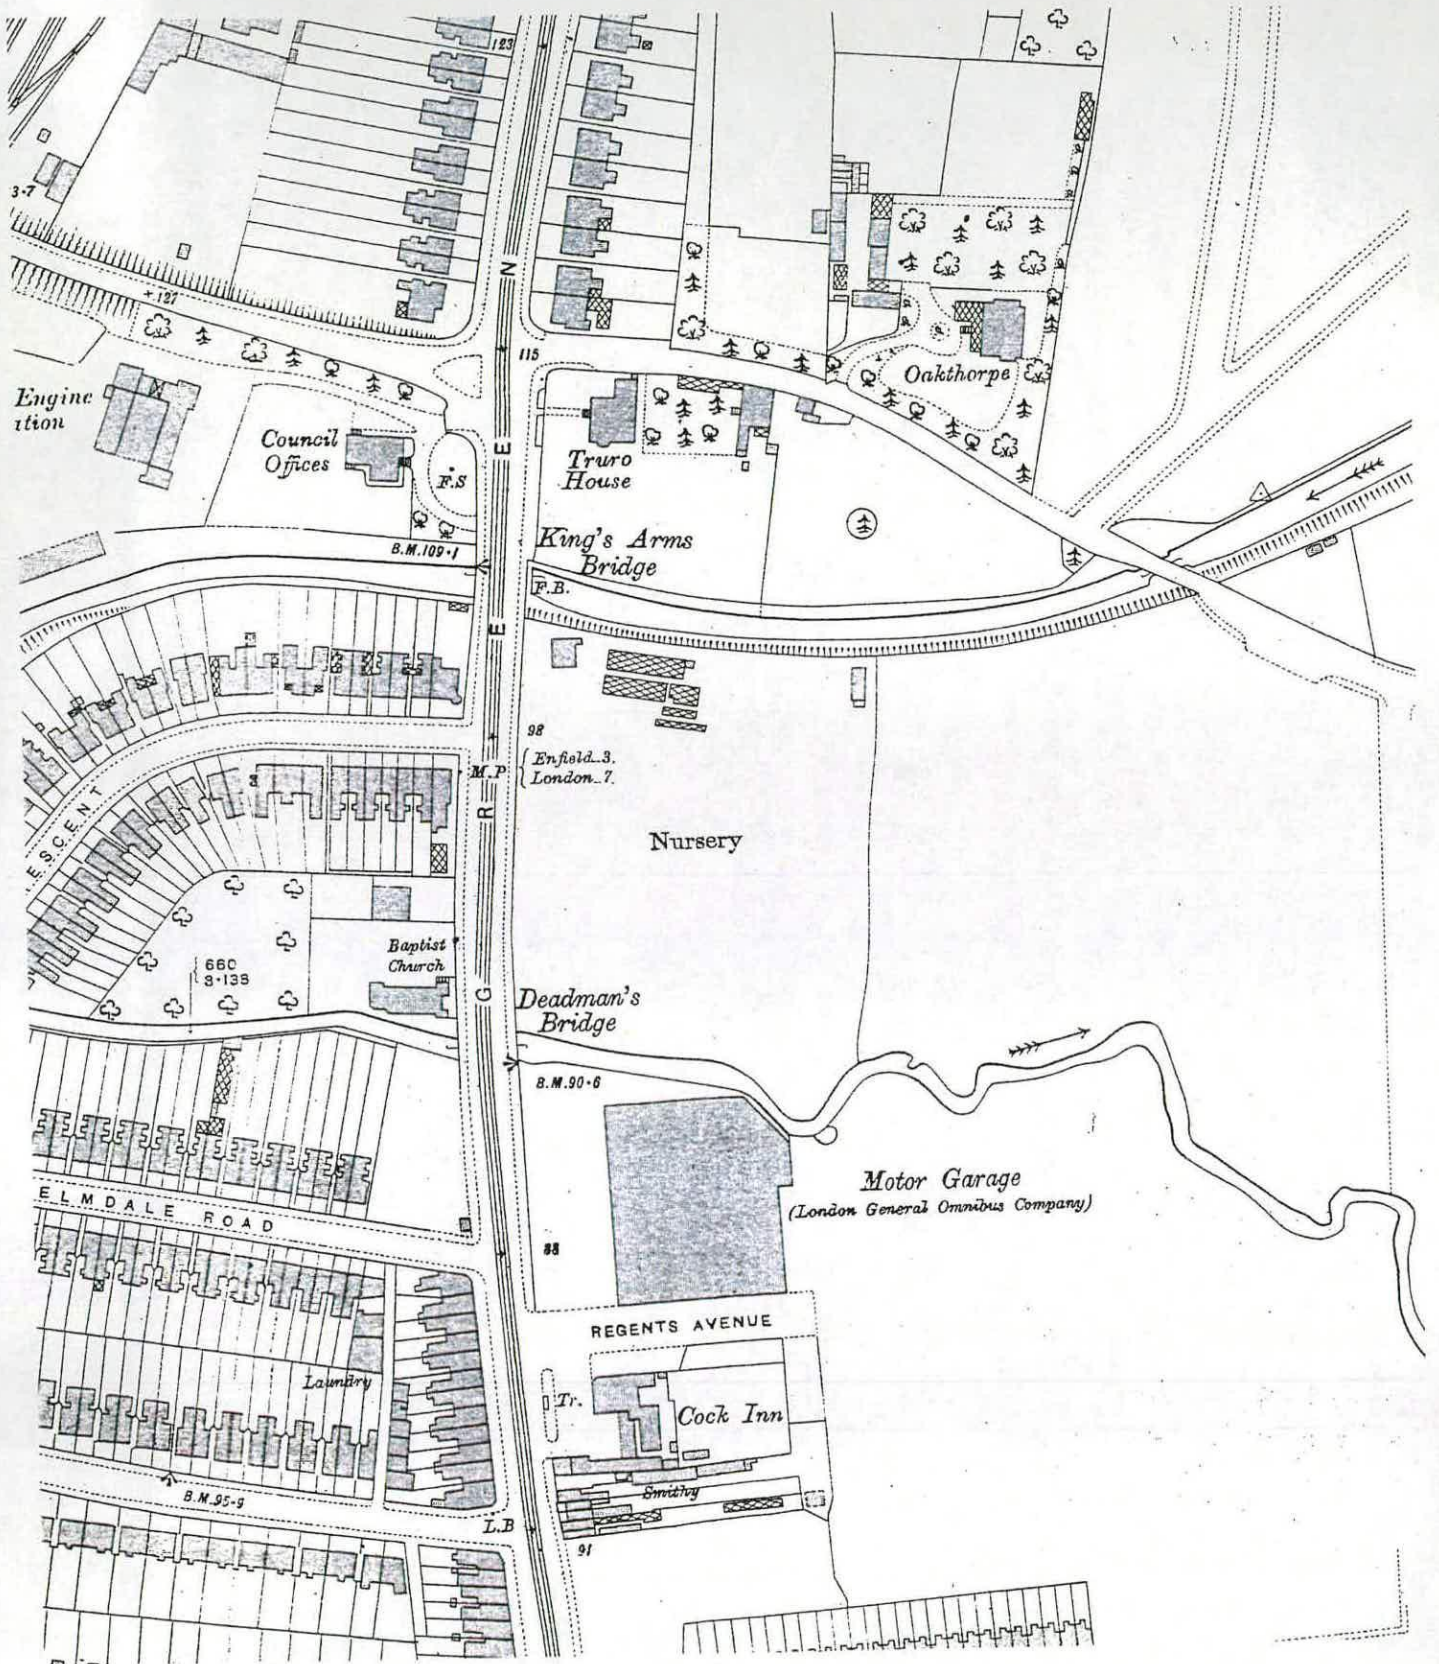 123
3·7
+127
115
Oakthorpe
Engine
ition
Council
Offices
F.S
Truro
House
B.M.109·1
King's Arms
Bridge
F.B.
GREEN
98
M.P
Enfield 3.
London 7.
ESCENT
Nursery
Baptist
Church
660
3·135
Deadman's
Bridge
B.M.90·6
Motor Garage
(London General Omnibus Company)
ELMDALE ROAD
88
REGENTS AVENUE
Laundry
Tr.
Cock Inn
Smithy
B.M.95·9
L.B
91